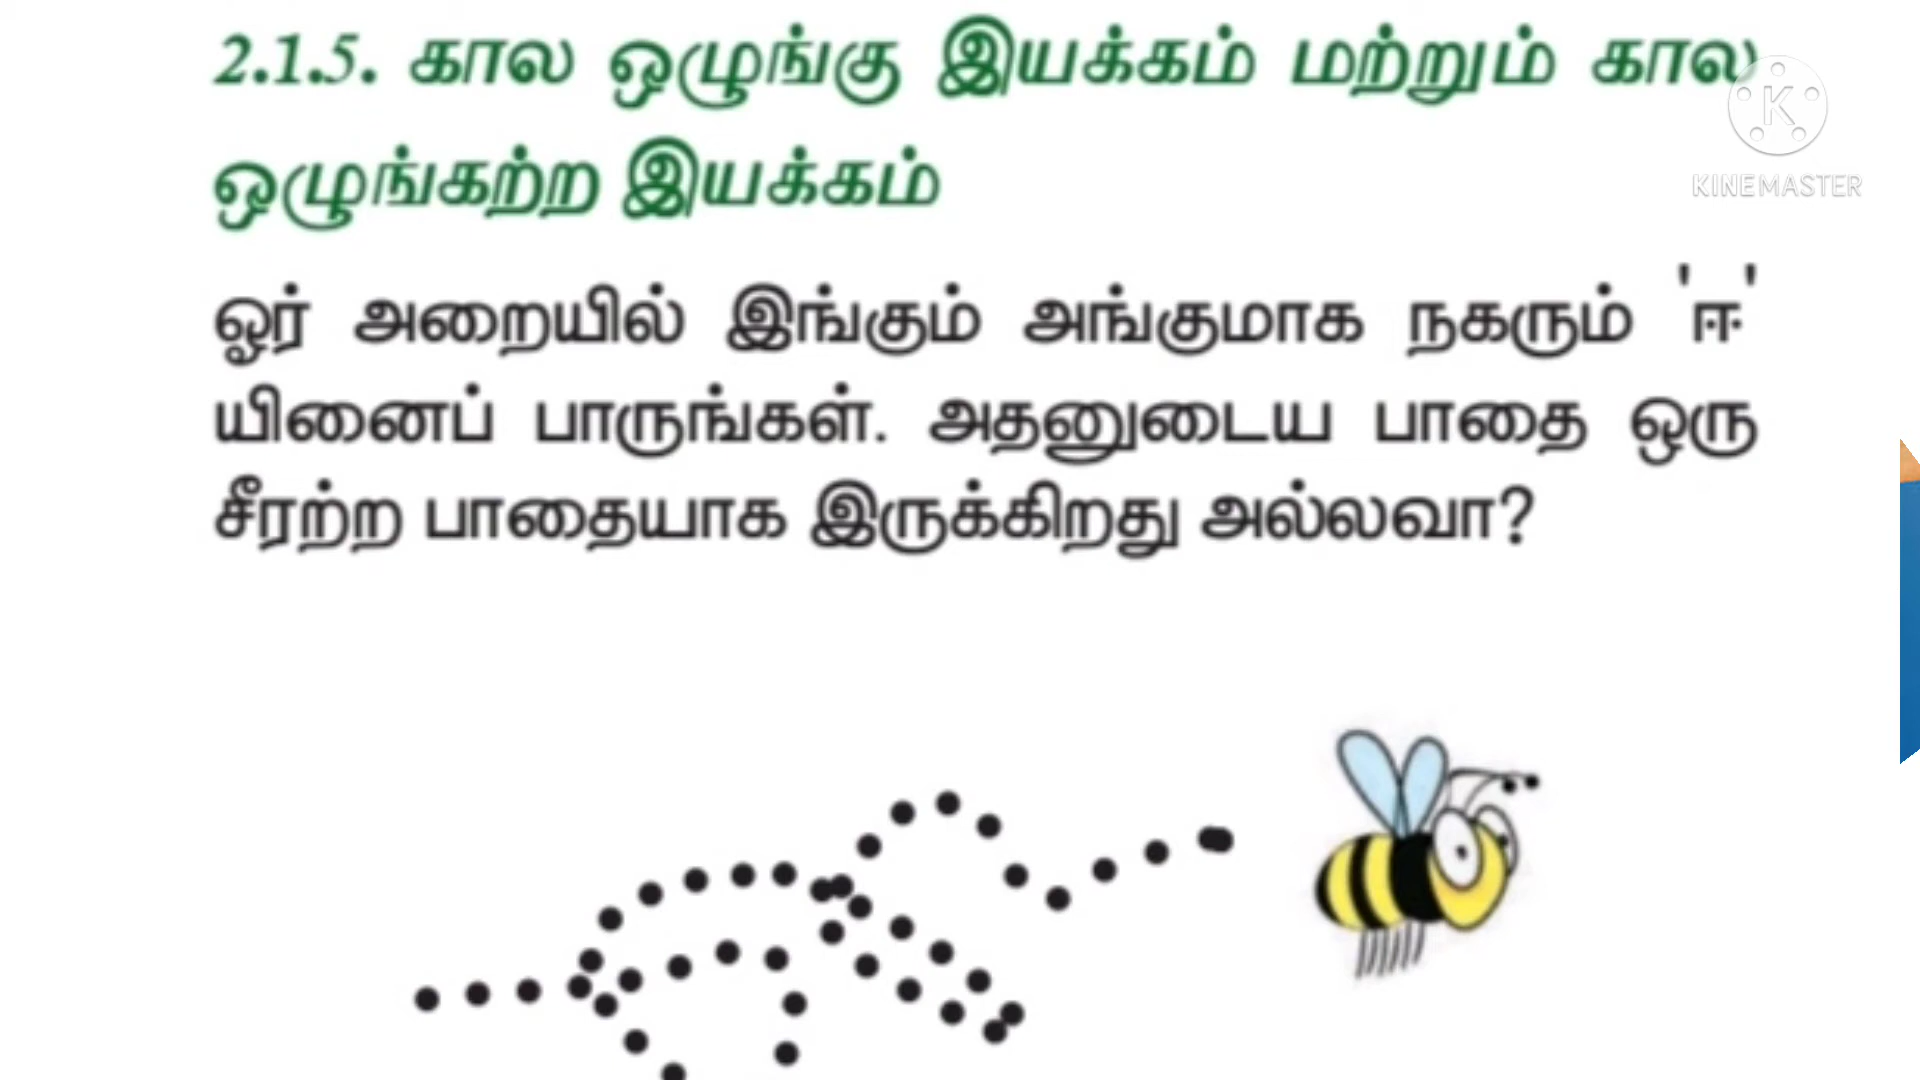 2.1.5. கால ஒழுங்கு இயக்கம் மற்றும் கால
ஒழுங்கற்ற இயக்கம்
ஓர் அறையில் இங்கும் அங்குமாக நகரும் 'ஈ'
யினைப் பாருங்கள். அதனுடைய பாதை ஒரு
சீரற்ற பாதையாக இருக்கிறது அல்லவா?
K
KINEMASTER